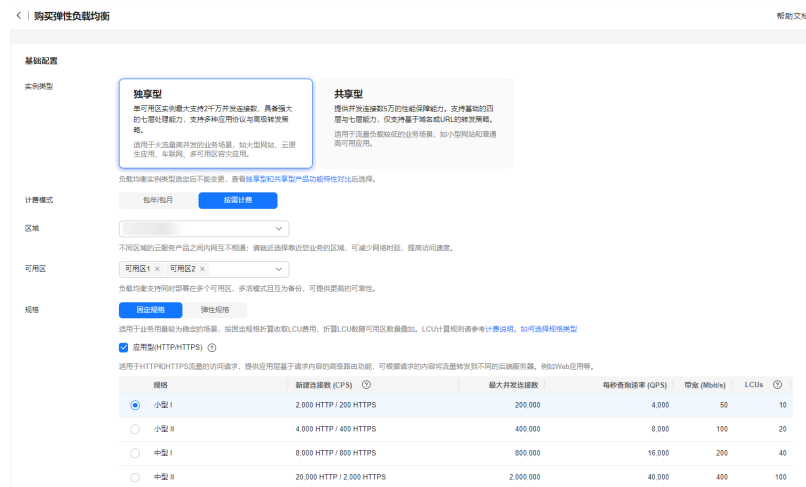 购买弹性负载均衡
帮助文档
基础配置
实例类型
独享型
单可用区实例最大支持2千万并发连接数，具备强大
的七层处理能力，支持多种应用协议与高级转发策
略。
适用于大流量高并发的业务场景，如大型网站、云原
生应用、车联网、多可用区容灾应用。
共享型
提供并发连接数5万的性能保障能力。支持基础的四
层与七层能力，仅支持基于域名或URL的转发策略。
适用于流量负载较低的业务场景，如小型网站和普通
高可用应用。
负载均衡实例类型选定后不能变更，查看独享型和共享型产品功能特性对比后选择。
计费模式
包年/包月
按需计费
区域
不同区域的云服务产品之间内网互不相通；请就近选择靠近您业务的区域，可减少网络时延，提高访问速度。
可用区
可用区1 × 可用区2 ×
负载均衡支持同时部署在多个可用区，多活模式且互为备份，可提供更高的可靠性。
规格
固定规格
弹性规格
适用于业务用量较为稳定的场景，按固定规格折算收取LCU费用，折算LCU数随可用区数量叠加。LCU计算规则请参考计费说明。如何选择规格类型
应用型(HTTP/HTTPS)
适用于HTTP和HTTPS流量的访问请求，提供应用层基于请求内容的高级路由功能，可根据请求的内容将流量转发到不同的后端服务器。例如Web应用等。
规格 新建连接数 (CPS) 最大并发连接数 每秒查询速率 (QPS) 带宽 (Mbit/s) LCUs
小型 I 2,000 HTTP / 200 HTTPS 200,000 4,000 50 10
小型 II 4,000 HTTP / 400 HTTPS 400,000 8,000 100 20
中型 I 8,000 HTTP / 800 HTTPS 800,000 16,000 200 40
中型 II 20,000 HTTP / 2,000 HTTPS 2,000,000 40,000 400 100